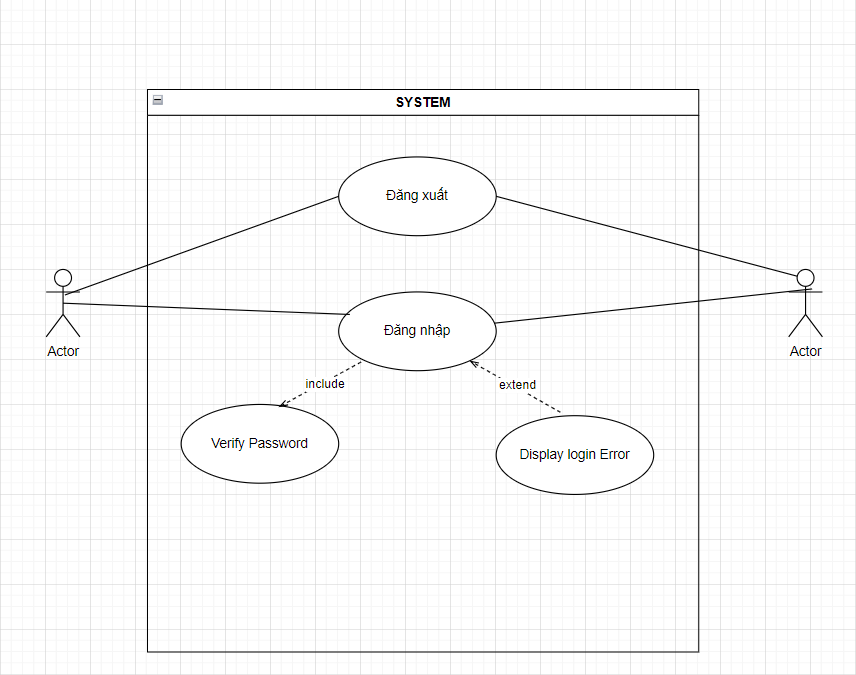 SYSTEM
Đăng xuất
Actor
Actor
Đăng nhập
include
extend
Verify Password
Display login Error